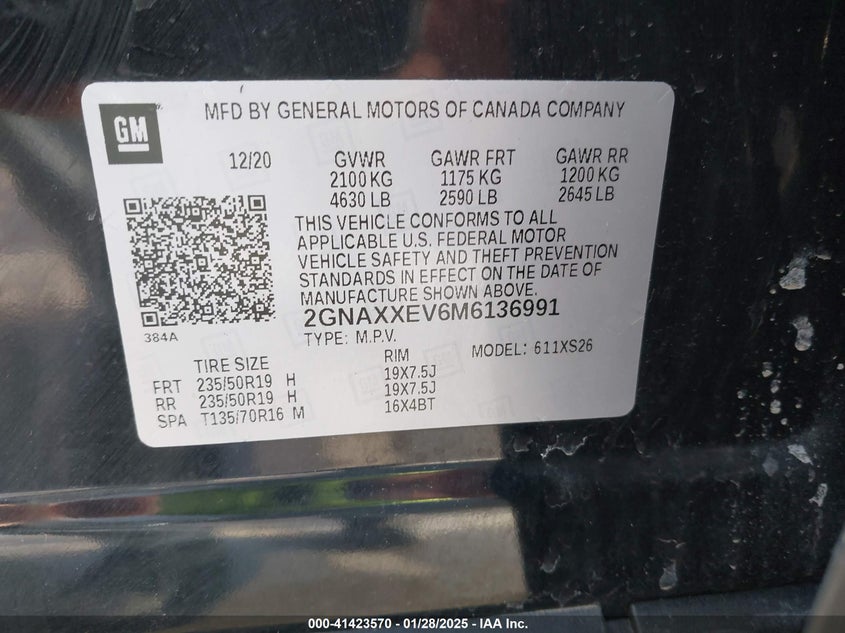 GM
MFD BY GENERAL MOTORS OF CANADA COMPANY
12/20 GVWR GAWR FRT GAWR RR
2100 KG 1175 KG 1200 KG
4630 LB 2590 LB 2645 LB
THIS VEHICLE CONFORMS TO ALL
APPLICABLE U.S. FEDERAL MOTOR
VEHICLE SAFETY AND THEFT PREVENTION
STANDARDS IN EFFECT ON THE DATE OF
MANUFACTURE SHOWN ABOVE.
2GNAXXEV6M6136991
384A
TYPE: M.P.V. MODEL: 611XS26
TIRE SIZE RIM
FRT 235/50R19 H 19X7.5J
RR 235/50R19 H 19X7.5J
SPA T135/70R16 M 16X4BT
000-41423570 - 01/28/2025 - IAA Inc.